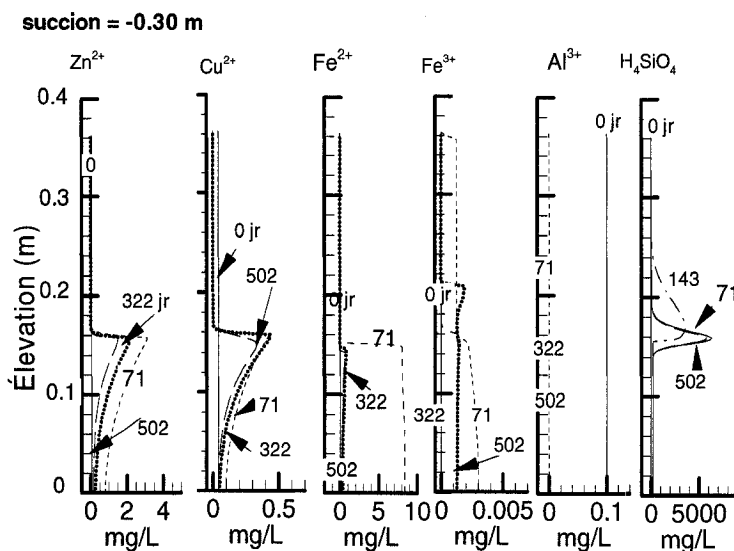 succion = -0.30 m
Zn2+ Cu2+ Fe2+ Fe3+ Al3+ H4SiO4
Élevation (m)
0.4
0.3
0.2
0.1
0
0
322 jr
71
502
0 2 4
mg/L
0 jr
502
71
322
0 0.5
mg/L
0 jr
71
322
502
0 5 10
mg/L
0 jr
322
71
502
0 0.005
mg/L
0 jr
71
322
502
0 0.1
mg/L
0 jr
143
71
502
0 5000
mg/L